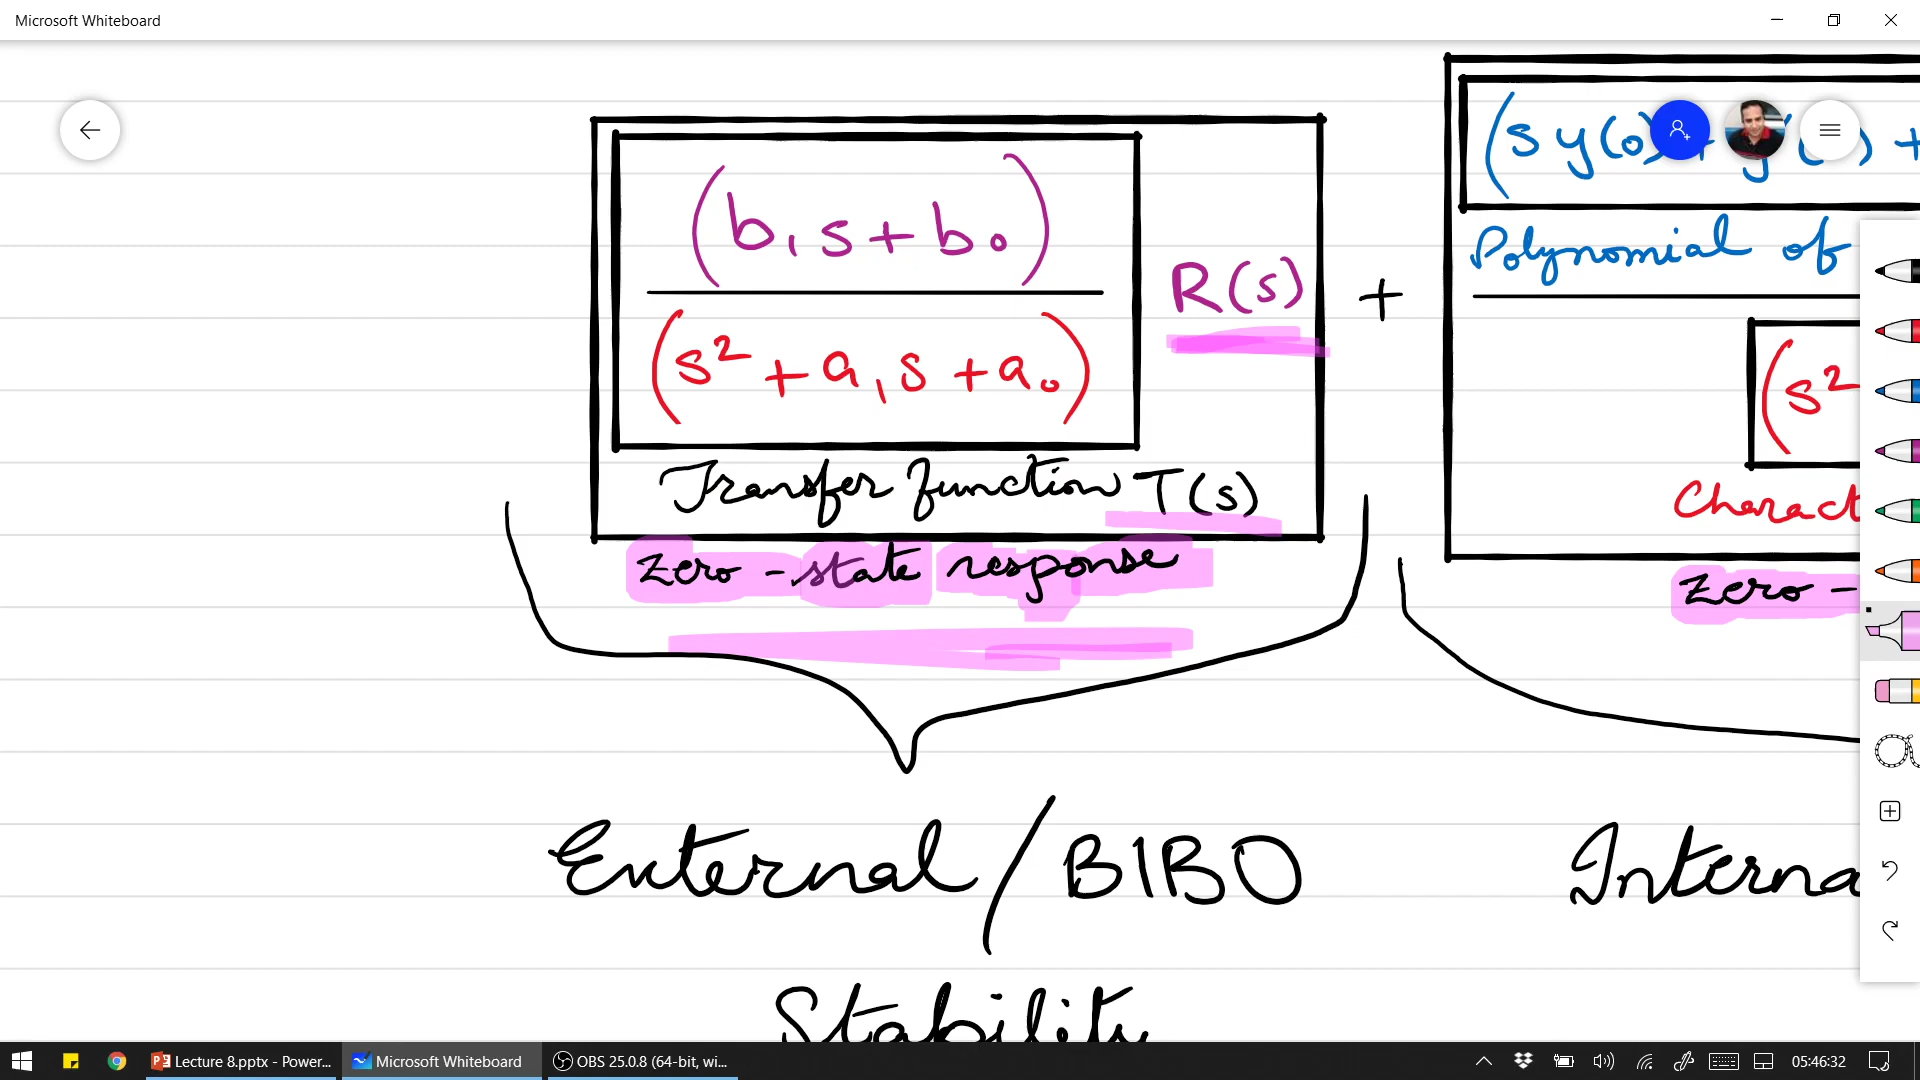 Microsoft Whiteboard
(b₁s + b₀)
R(s)
(s² + a₁s + a₀)
Transfer function T(s)
Zero-state response
+
(s y(0) + y
) +
Polynomial of
(s²
Charact
Zero-
External/BIBO
Interna
Stability
Lecture 8.pptx - Power...
Microsoft Whiteboard
OBS 25.0.8 (64-bit, wi...
05:46:32